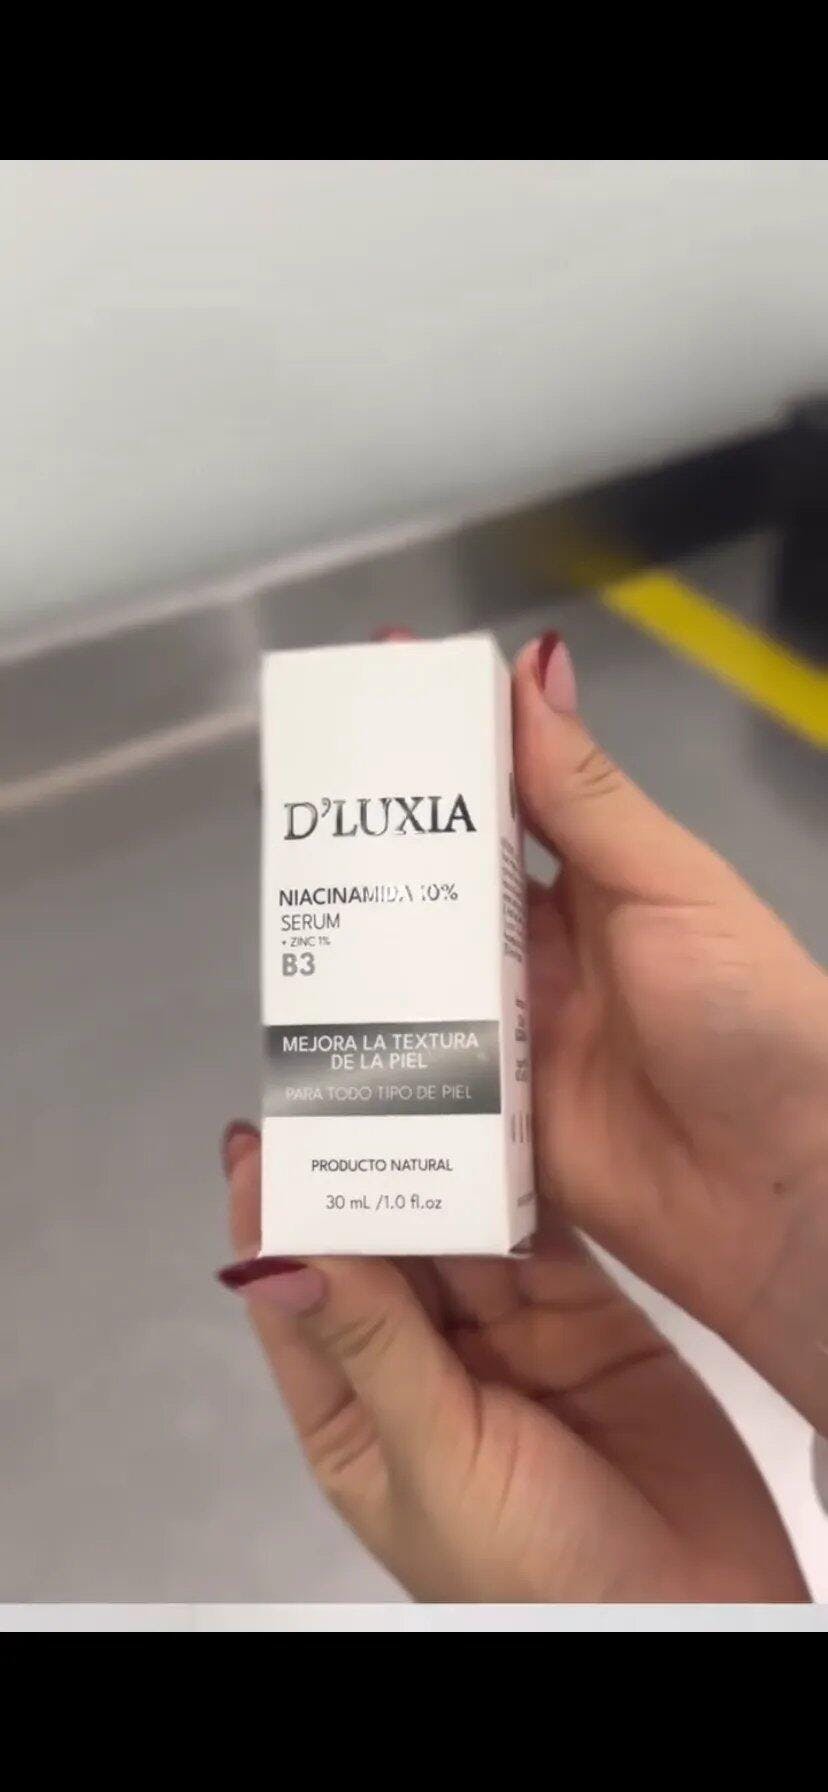 D'LUXIA
NIACINAMIDA 10%
SERUM
+ ZINC 1%
B3
MEJORA LA TEXTURA
DE LA PIEL
PARA TODO TIPO DE PIEL
PRODUCTO NATURAL
30 mL /1.0 fl.oz